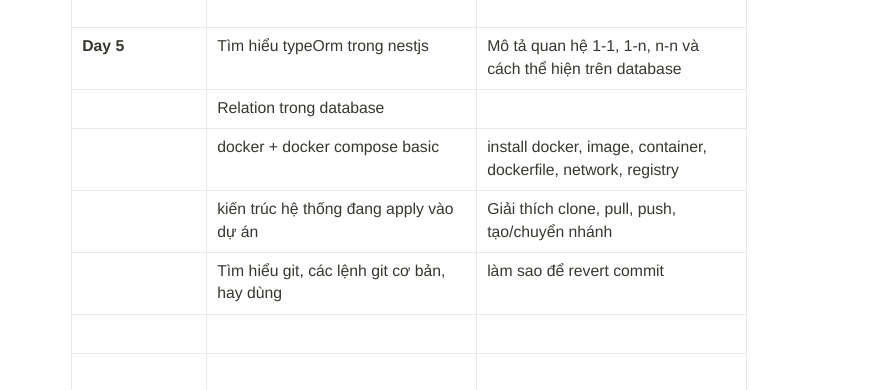 Day 5
Tìm hiểu typeOrm trong nestjs
Mô tả quan hệ 1-1, 1-n, n-n và
cách thể hiện trên database
Relation trong database
docker + docker compose basic
install docker, image, container,
dockerfile, network, registry
kiến trúc hệ thống đang apply vào
dự án
Giải thích clone, pull, push,
tạo/chuyển nhánh
Tìm hiểu git, các lệnh git cơ bản,
hay dùng
làm sao để revert commit